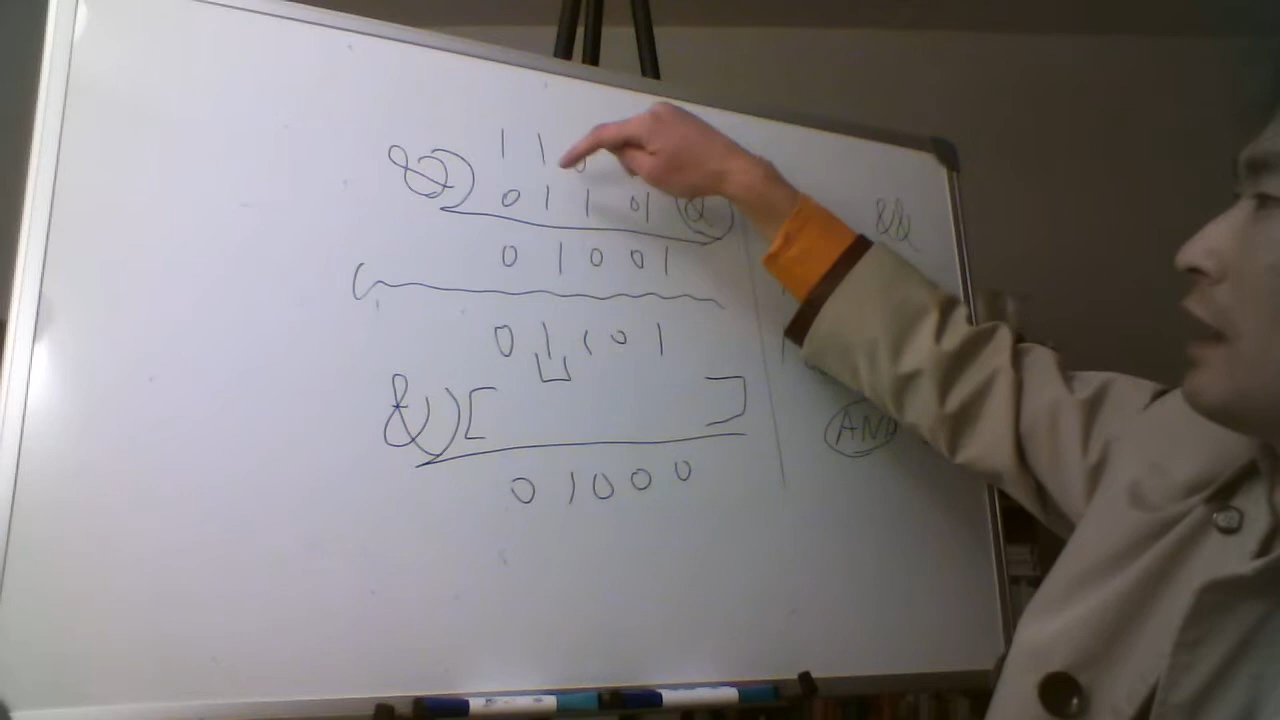 1 1 0
&) 0 1 1 0 1 &
0 1 0 0 1
0 1 1 0 1
&) [ ]
0 1 0 0 0
&&
AND